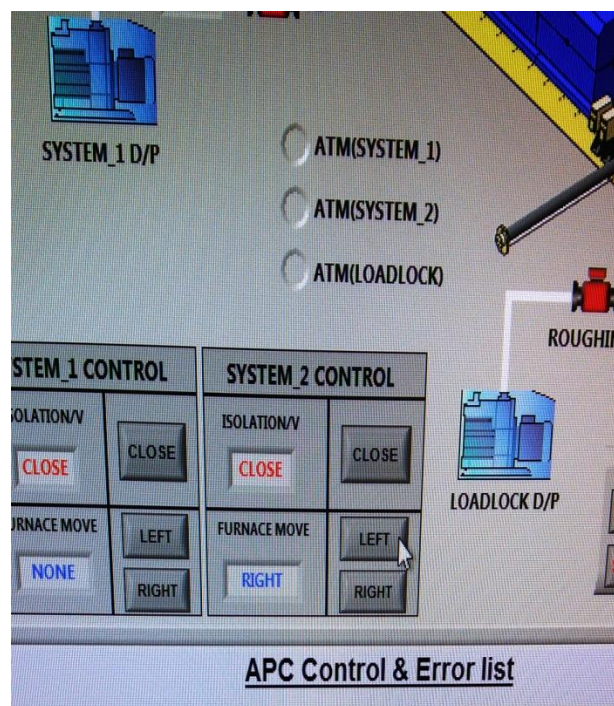 SYSTEM_1 D/P
ATM(SYSTEM_1)
ATM(SYSTEM_2)
ATM(LOADLOCK)
ROUGHIN
STEM_1 CONTROL
SYSTEM_2 CONTROL
OLATION/V
CLOSE
CLOSE
ISOLATION/V
CLOSE
CLOSE
LOADLOCK D/P
URNACE MOVE
NONE
LEFT
RIGHT
FURNACE MOVE
RIGHT
LEFT
RIGHT
APC Control & Error list